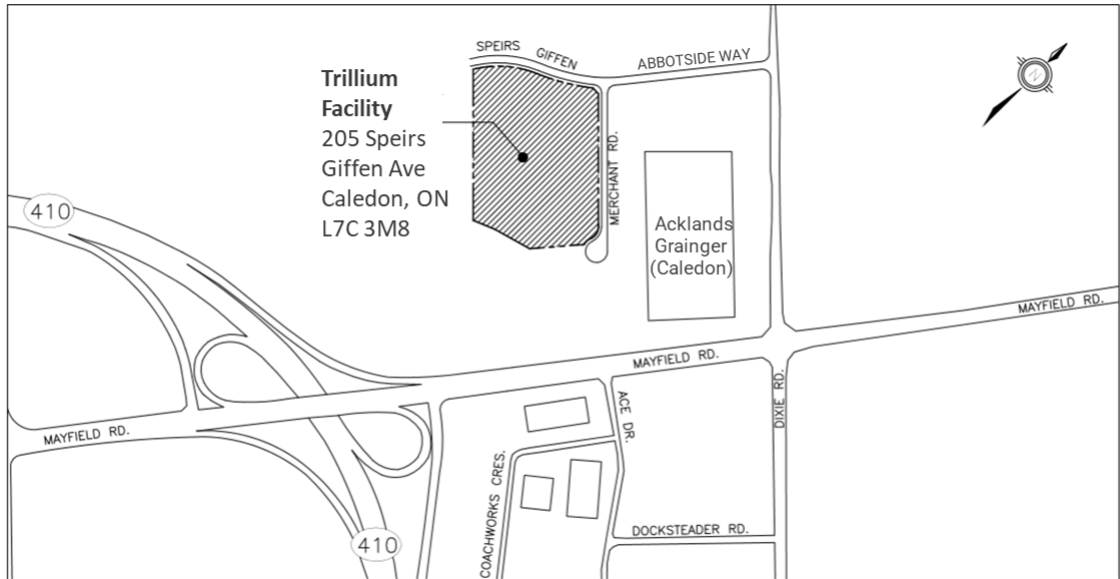 SPEIRS GIFFEN ABBOTSIDE WAY
Trillium
Facility
205 Speirs
Giffen Ave
Caledon, ON
L7C 3M8
N
MERCHANT RD.
410
Acklands
Grainger
(Caledon)
MAYFIELD RD.
MAYFIELD RD.
MAYFIELD RD.
ACE DR.
DIXIE RD.
COACHWORKS CRES.
DOCKSTEADER RD.
410